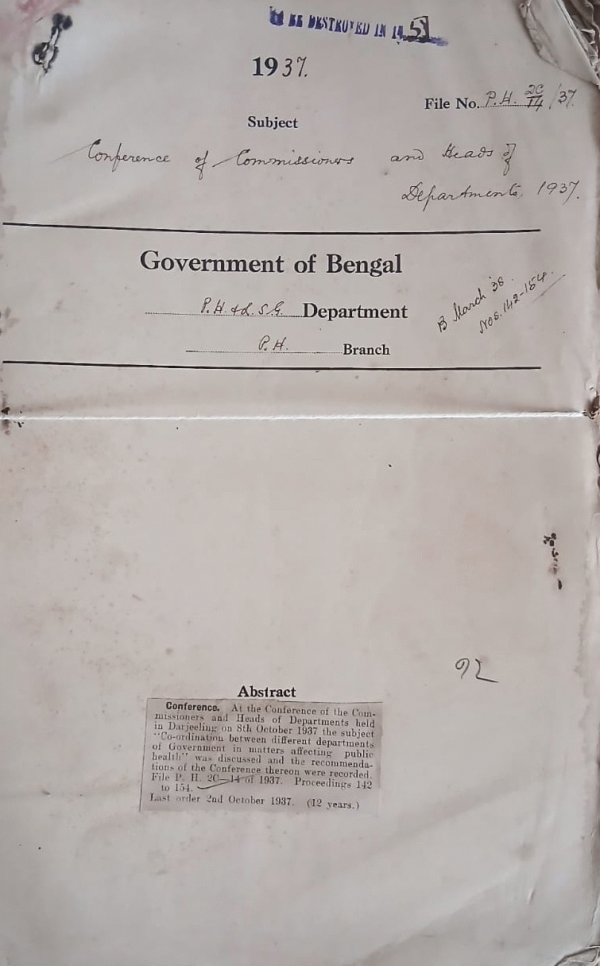 TO BE DESTROYED IN 1951
1937.
File No. P.H. 2C/14/37.
Subject
Conference of Commissioners and Heads of
Departments, 1937.
Government of Bengal
P.H. & L.S.G. Department
B March '38
Nos. 142-154.
P.H. Branch
92
Abstract
Conference. At the Conference of the Com-
missioners and Heads of Departments held
in Darjeeling on 8th October 1937 the subject
"Co-ordination between different departments
of Government in matters affecting public
health" was discussed and the recommenda-
tions of the Conference thereon were recorded.
File P. H. 2C—14 of 1937. Proceedings 142
to 154.
Last order 2nd October 1937. (12 years.)